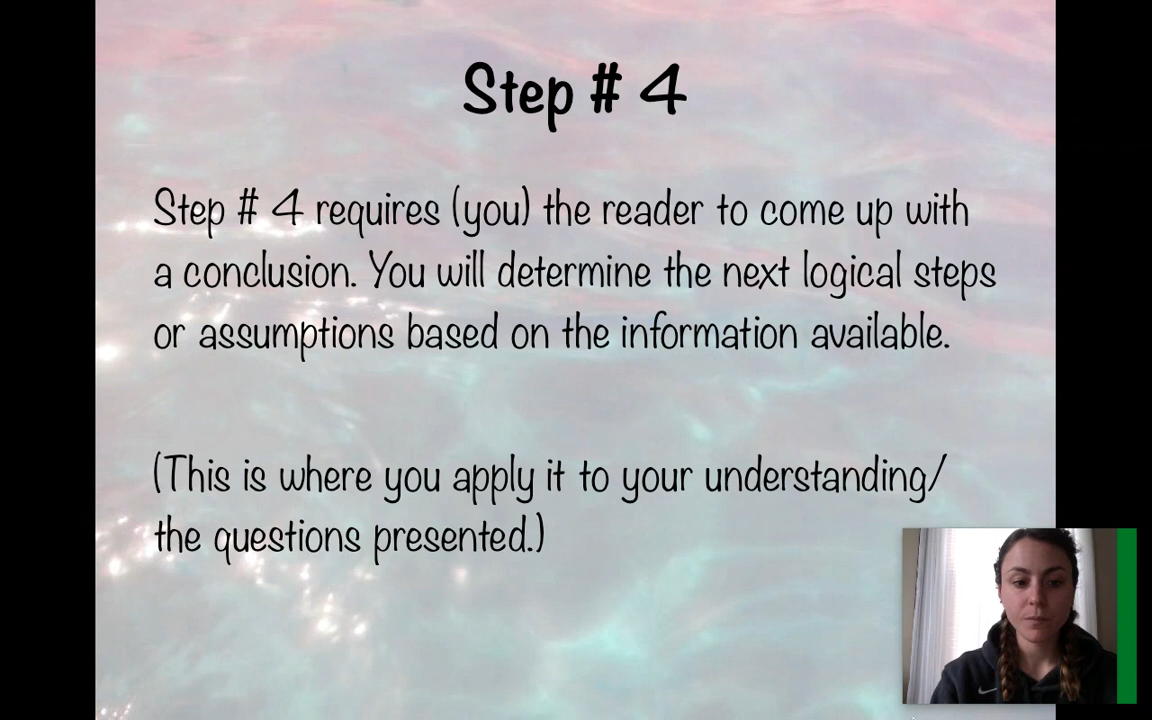 Step # 4
Step # 4 requires (you) the reader to come up with
a conclusion. You will determine the next logical steps
or assumptions based on the information available.
(This is where you apply it to your understanding/
the questions presented.)